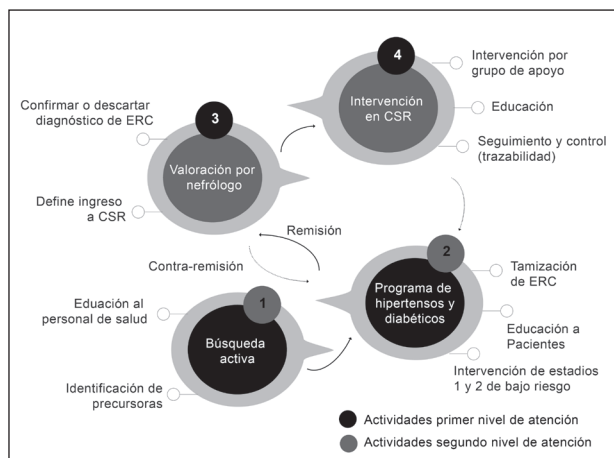 4
Intervención
en CSR
Intervención por
grupo de apoyo
Educación
Seguimiento y control
(trazabilidad)
3
Valoración por
nefrólogo
Confirmar o descartar
diagnóstico de ERC
Define ingreso
a CSR
Remisión
Contra-remisión
2
Programa de
hipertensos y
diabéticos
Tamización
de ERC
Educación a
Pacientes
Intervención de estadios
1 y 2 de bajo riesgo
1
Búsqueda
activa
Eduación al
personal de salud
Identificación de
precursoras
Actividades primer nivel de atención
Actividades segundo nivel de atención